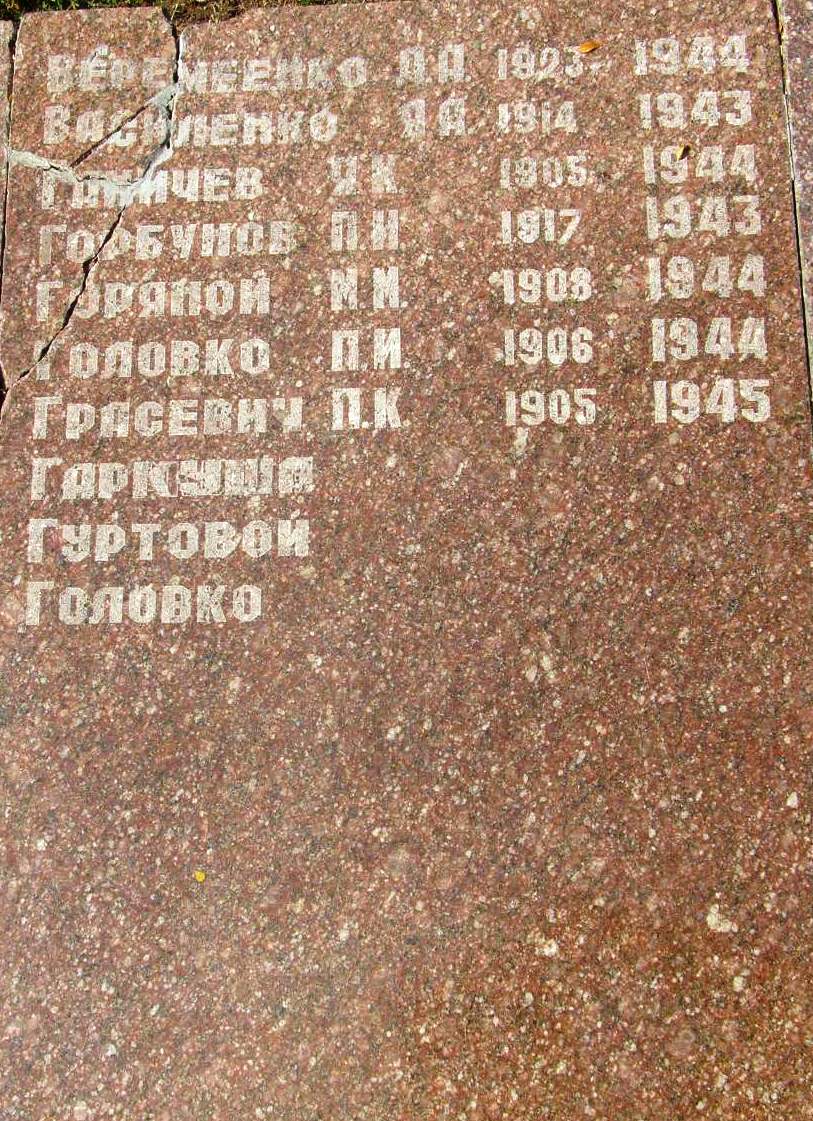 Веремеенко А.А. 1923 1944
Василенко А.А. 1914 1943
Я.К. 1905 1944
Горбунов П.И. 1917 1943
Гуряной М.М. 1908 1944
Головко П.И. 1906 1944
Грасевич П.К. 1905 1945
Гаркуша
Гуртовой
Головко